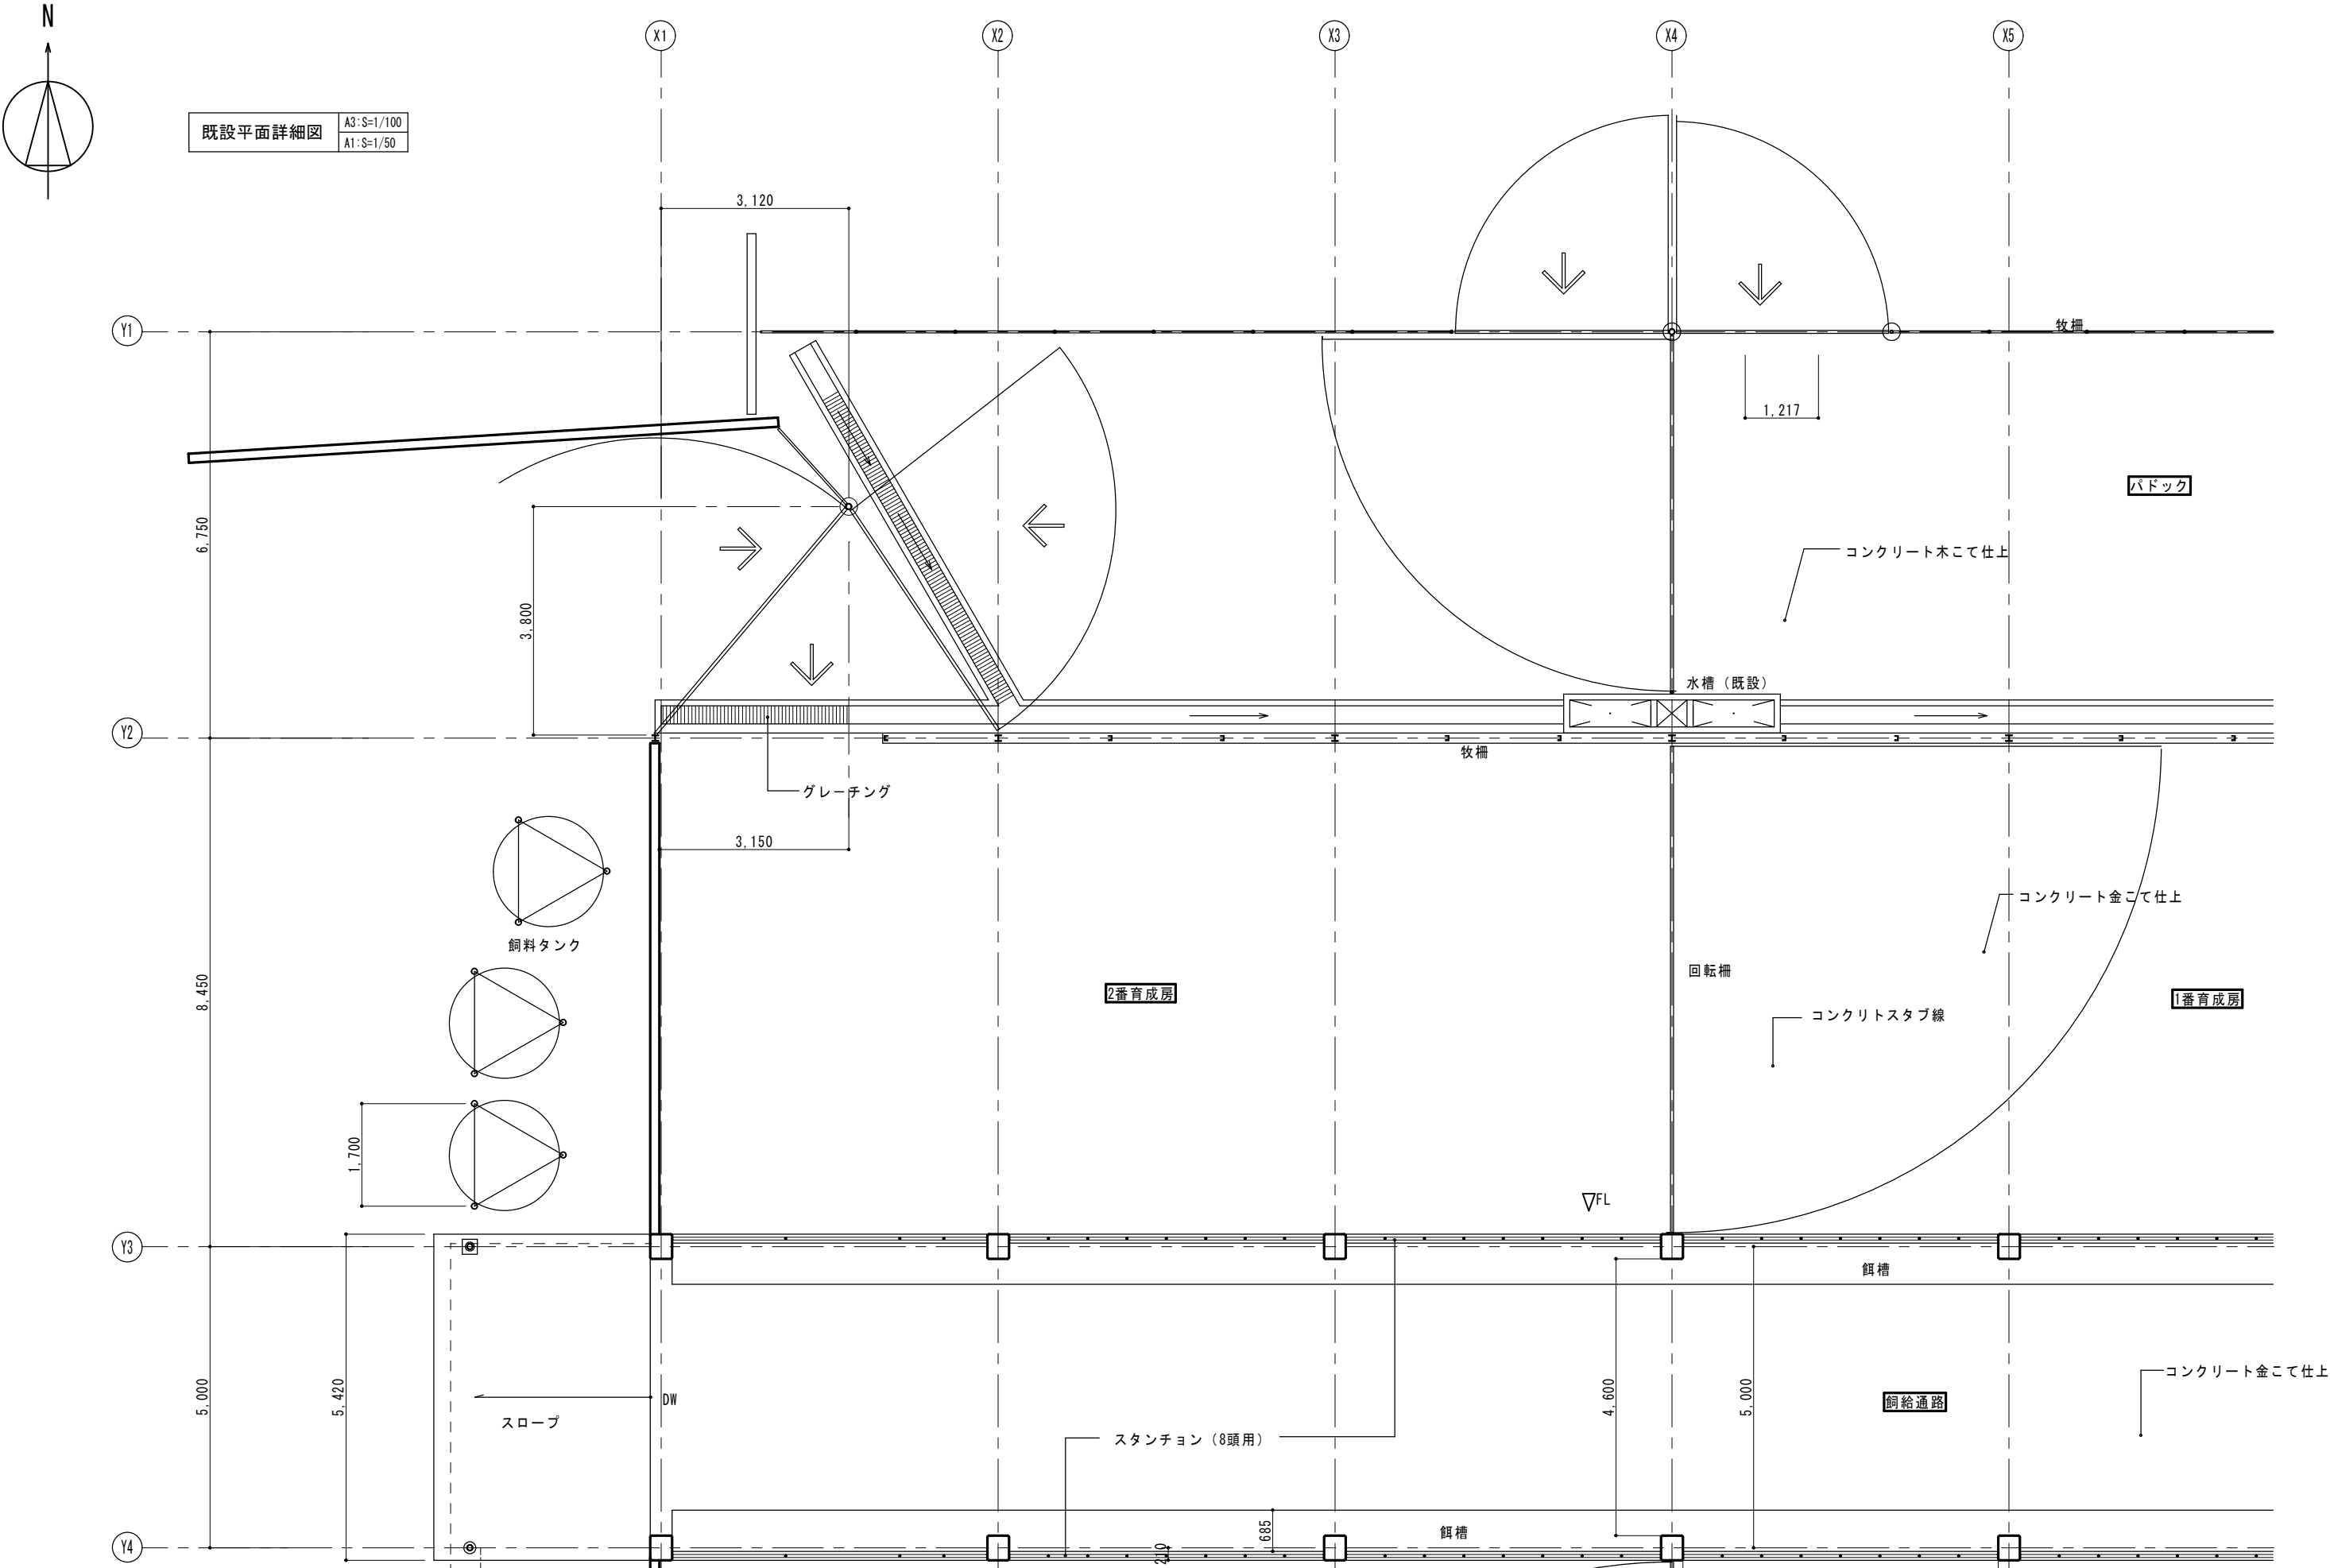 N
X1
X2
X3
X4
X5
既設平面詳細図
A3:S=1/100
A1:S=1/50
3,120
Y1
牧柵
1,217
パドック
6,750
コンクリート木こて仕上
3,800
水槽（既設）
Y2
牧柵
グレーチング
3,150
コンクリート金こて仕上
飼料タンク
回転柵
8,450
2番育成房
1番育成房
コンクリトスタブ線
1,700
FL
Y3
餌槽
5,000
5,420
DW
4,600
5,000
コンクリート金こて仕上
飼給通路
スロープ
スタンチョン（8頭用）
685
餌槽
Y4
210